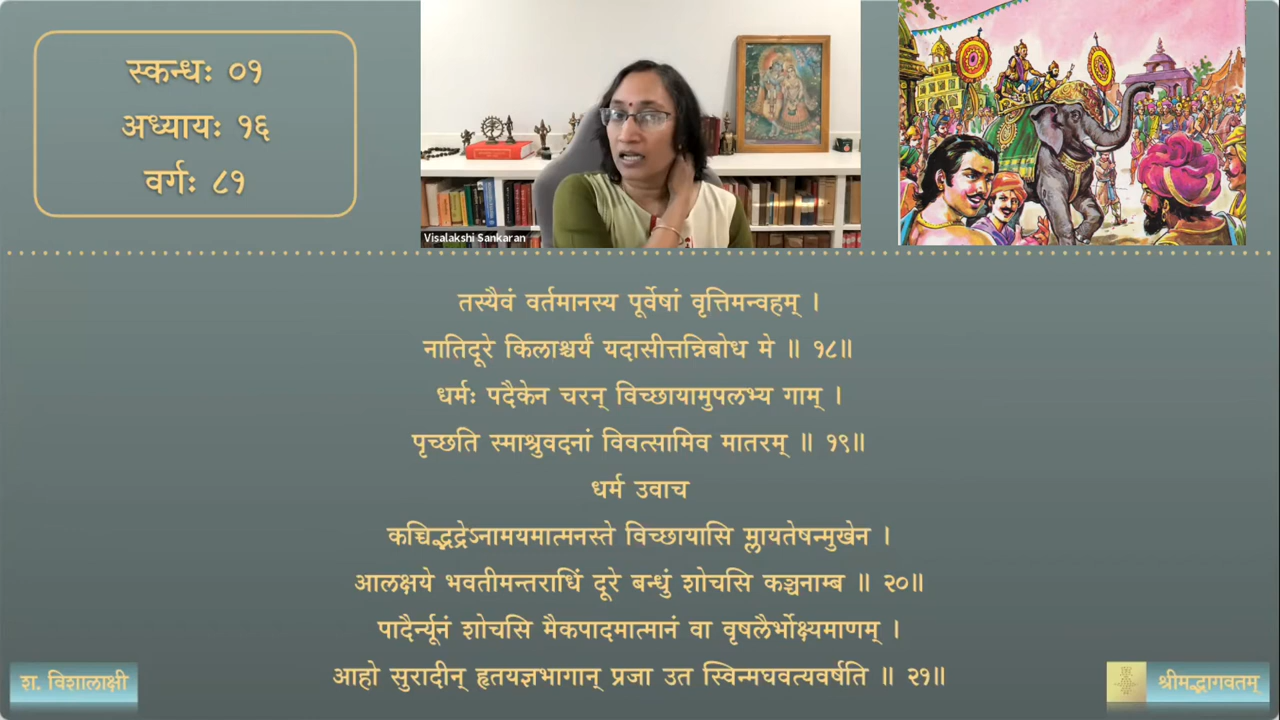 स्कन्धः ०१
अध्यायः १६
वर्गः ८१
Visalakshi Sankaran
तस्यैवं वर्तमानस्य पूर्वेषां वृत्तिमन्वहम् ।
नातिदूरे किलाश्चर्यं यदासीत्तन्निबोध मे ॥ १८॥
धर्मः पदैकेन चरन् विच्छायामुपलभ्य गाम् ।
पृच्छति स्माश्रुवदनां विवत्सामिव मातरम् ॥ १९॥
धर्म उवाच
कच्चिद्भद्रेऽनामयमात्मनस्ते विच्छायासि म्लायतेषन्मुखेन ।
आलक्षये भवतीमन्तराधिं दूरे बन्धुं शोचसि कञ्चनाम्ब ॥ २०॥
पादैर्न्यूनं शोचसि मैकपादमात्मानं वा वृषलैर्भोक्ष्यमाणम् ।
आहो सुरादीन् हृतयज्ञभागान् प्रजा उत स्विन्मघवत्यवर्षति ॥ २१॥
श. विशालाक्षी
श्रीमद्भागवतम्